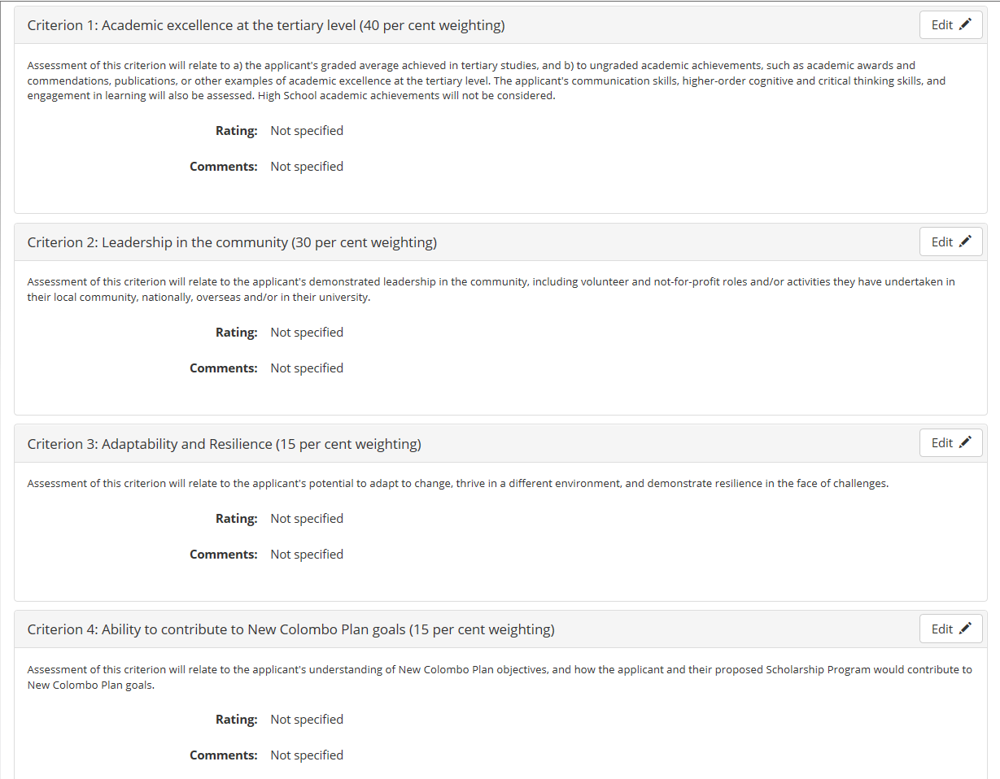 Criterion 1: Academic excellence at the tertiary level (40 per cent weighting)
Edit
Assessment of this criterion will relate to a) the applicant's graded average achieved in tertiary studies, and b) to ungraded academic achievements, such as academic awards and
commendations, publications, or other examples of academic excellence at the tertiary level. The applicant's communication skills, higher-order cognitive and critical thinking skills, and
engagement in learning will also be assessed. High School academic achievements will not be considered.
Rating: Not specified
Comments: Not specified
Criterion 2: Leadership in the community (30 per cent weighting)
Edit
Assessment of this criterion will relate to the applicant's demonstrated leadership in the community, including volunteer and not-for-profit roles and/or activities they have undertaken in
their local community, nationally, overseas and/or in their university.
Rating: Not specified
Comments: Not specified
Criterion 3: Adaptability and Resilience (15 per cent weighting)
Edit
Assessment of this criterion will relate to the applicant's potential to adapt to change, thrive in a different environment, and demonstrate resilience in the face of challenges.
Rating: Not specified
Comments: Not specified
Criterion 4: Ability to contribute to New Colombo Plan goals (15 per cent weighting)
Edit
Assessment of this criterion will relate to the applicant's understanding of New Colombo Plan objectives, and how the applicant and their proposed Scholarship Program would contribute to
New Colombo Plan goals.
Rating: Not specified
Comments: Not specified